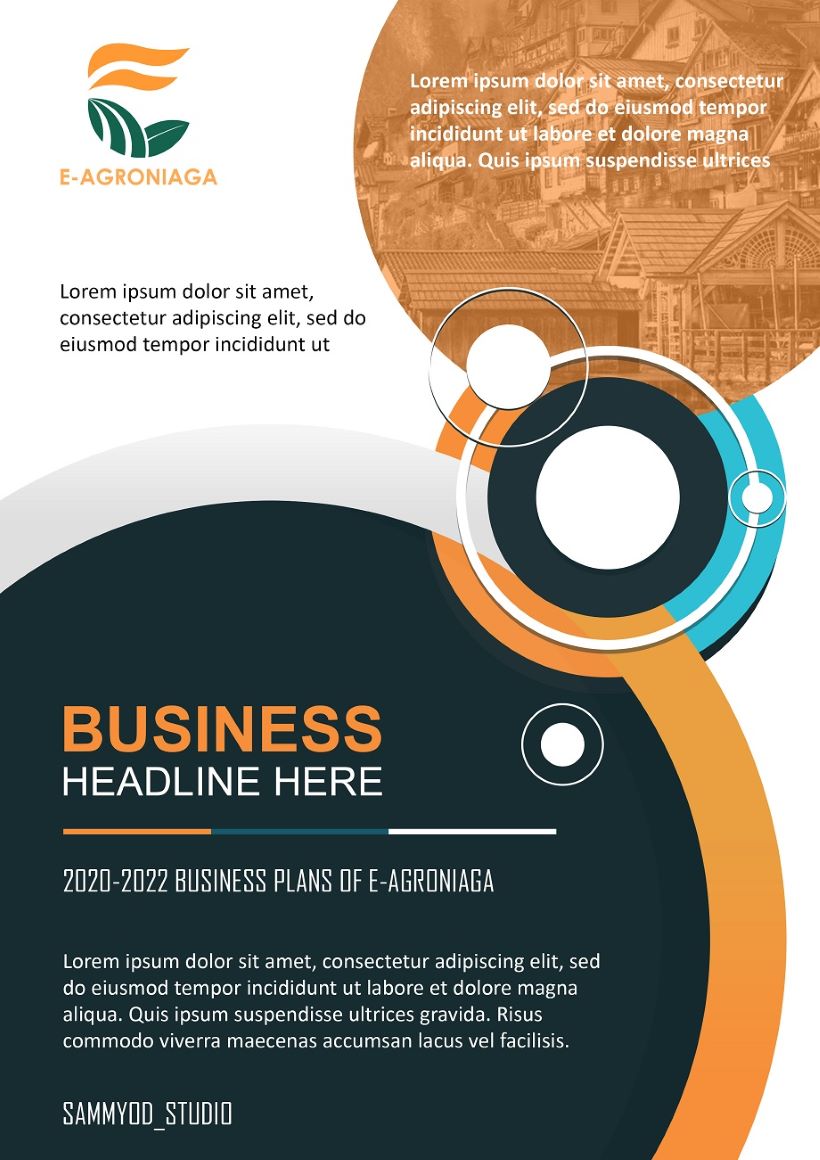 E-AGRONIAGA
Lorem ipsum dolor sit amet, consectetur
adipiscing elit, sed do eiusmod tempor
incididunt ut labore et dolore magna
aliqua. Quis ipsum suspendisse ultrices
Lorem ipsum dolor sit amet,
consectetur adipiscing elit, sed do
eiusmod tempor incididunt ut
BUSINESS
HEADLINE HERE
2020-2022 BUSINESS PLANS OF E-AGRONIAGA
Lorem ipsum dolor sit amet, consectetur adipiscing elit, sed
do eiusmod tempor incididunt ut labore et dolore magna
aliqua. Quis ipsum suspendisse ultrices gravida. Risus
commodo viverra maecenas accumsan lacus vel facilisis.
SAMMYOD_STUDIO